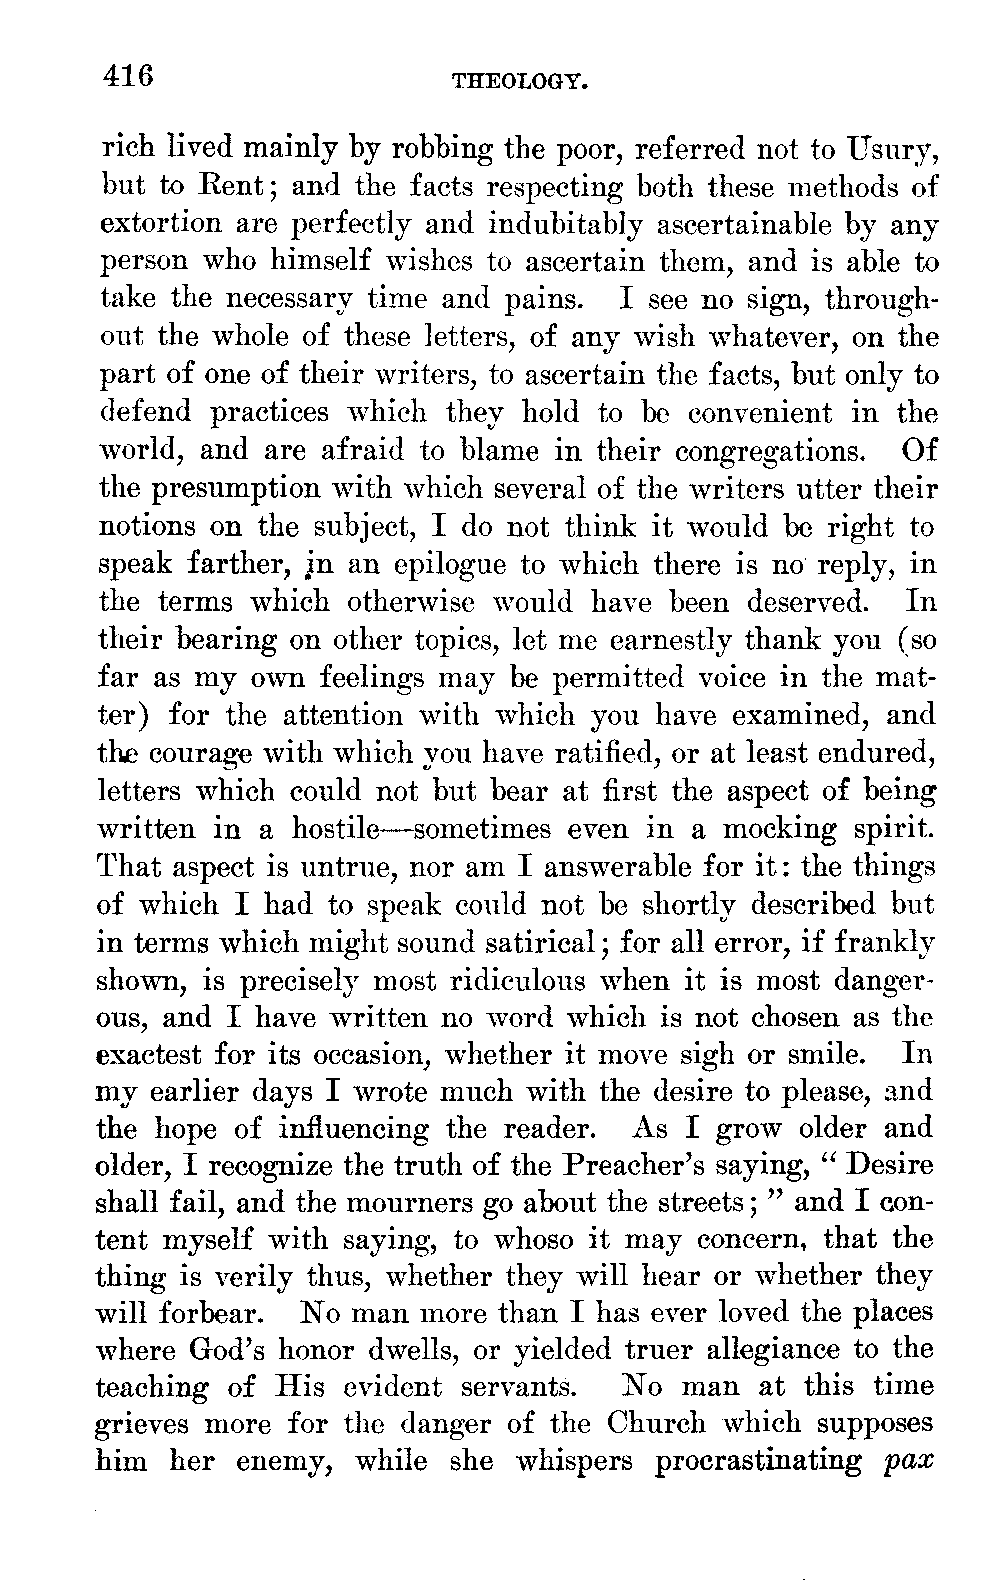 416 THEOLOGY.
rich lived mainly by robbing the poor, referred not to Usury,
but to Rent; and the facts respecting both these methods of
extortion are perfectly and indubitably ascertainable by any
person who himself wishes to ascertain them, and is able to
take the necessary time and pains. I see no sign, through-
out the whole of these letters, of any wish whatever, on the
part of one of their writers, to ascertain the facts, but only to
defend practices which they hold to be convenient in the
world, and are afraid to blame in their congregations. Of
the presumption with which several of the writers utter their
notions on the subject, I do not think it would be right to
speak farther, in an epilogue to which there is no reply, in
the terms which otherwise would have been deserved. In
their bearing on other topics, let me earnestly thank you (so
far as my own feelings may be permitted voice in the mat-
ter) for the attention with which you have examined, and
the courage with which you have ratified, or at least endured,
letters which could not but bear at first the aspect of being
written in a hostile—sometimes even in a mocking spirit.
That aspect is untrue, nor am I answerable for it: the things
of which I had to speak could not be shortly described but
in terms which might sound satirical; for all error, if frankly
shown, is precisely most ridiculous when it is most danger-
ous, and I have written no word which is not chosen as the
exactest for its occasion, whether it move sigh or smile. In
my earlier days I wrote much with the desire to please, and
the hope of influencing the reader. As I grow older and
older, I recognize the truth of the Preacher's saying, "Desire
shall fail, and the mourners go about the streets;" and I con-
tent myself with saying, to whoso it may concern, that the
thing is verily thus, whether they will hear or whether they
will forbear. No man more than I has ever loved the places
where God's honor dwells, or yielded truer allegiance to the
teaching of His evident servants. No man at this time
grieves more for the danger of the Church which supposes
him her enemy, while she whispers procrastinating pax